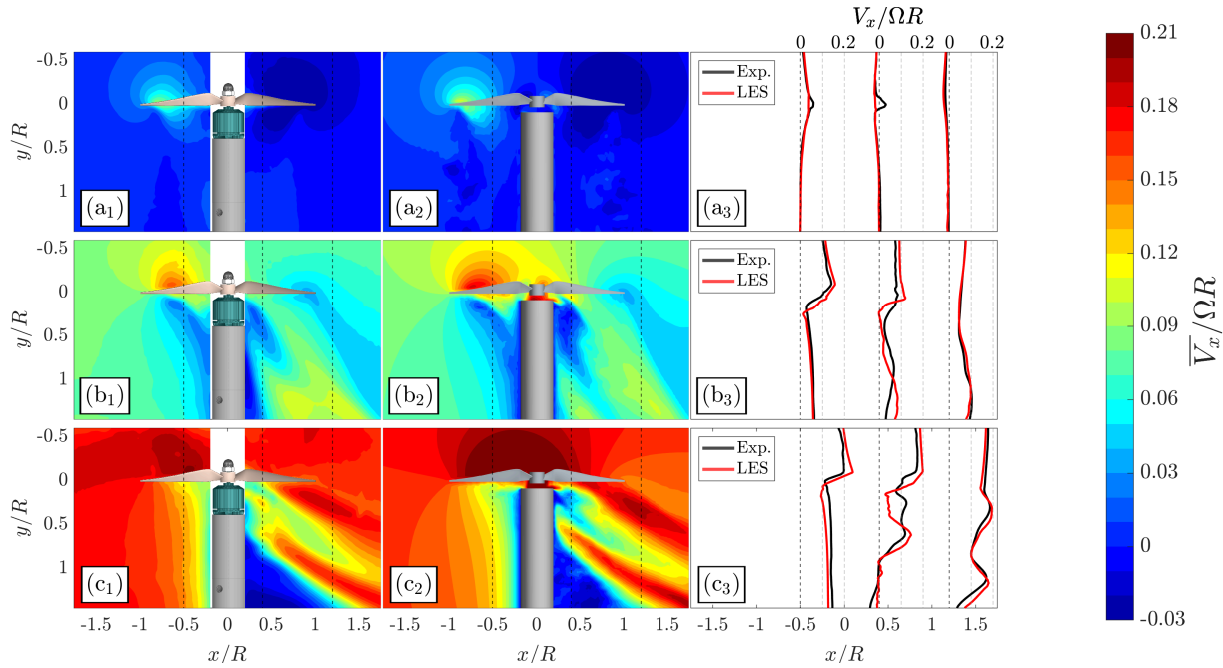 V_x/ΩR
0 0.2 0 0.2 0 0.2
-0.5
0
0.5
1
y/R
(a₁)
(a₂)
Exp.
LES
(a₃)
-0.5
0
0.5
1
y/R
(b₁)
(b₂)
Exp.
LES
(b₃)
-0.5
0
0.5
1
y/R
(c₁)
(c₂)
Exp.
LES
(c₃)
-1.5 -1 -0.5 0 0.5 1 1.5
-1.5 -1 -0.5 0 0.5 1 1.5
-1.5 -1 -0.5 0 0.5 1 1.5
x/R
x/R
x/R
0.21
0.18
0.15
0.12
0.09
0.06
0.03
0
-0.03
V̅_x/ΩR